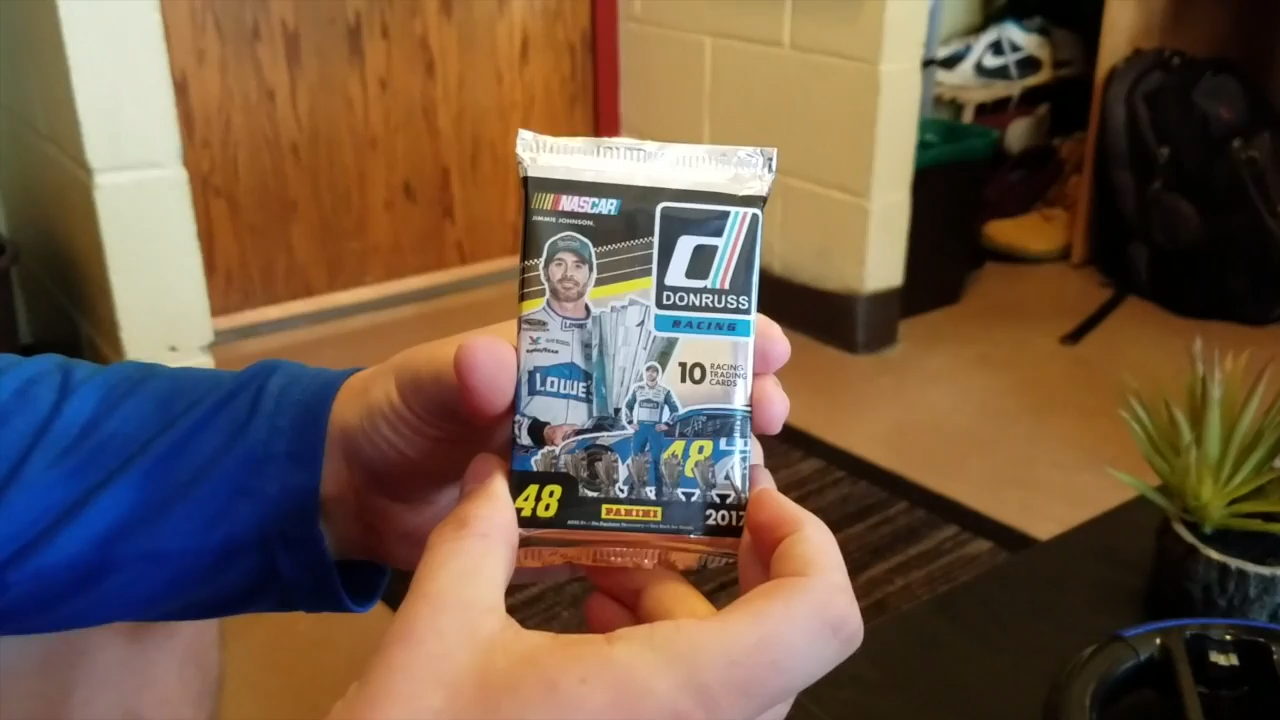 NASCAR
JIMMIE JOHNSON
DONRUSS
RACING
10 RACING
TRADING
CARDS
LOWE'S
48
48
PANINI
2017